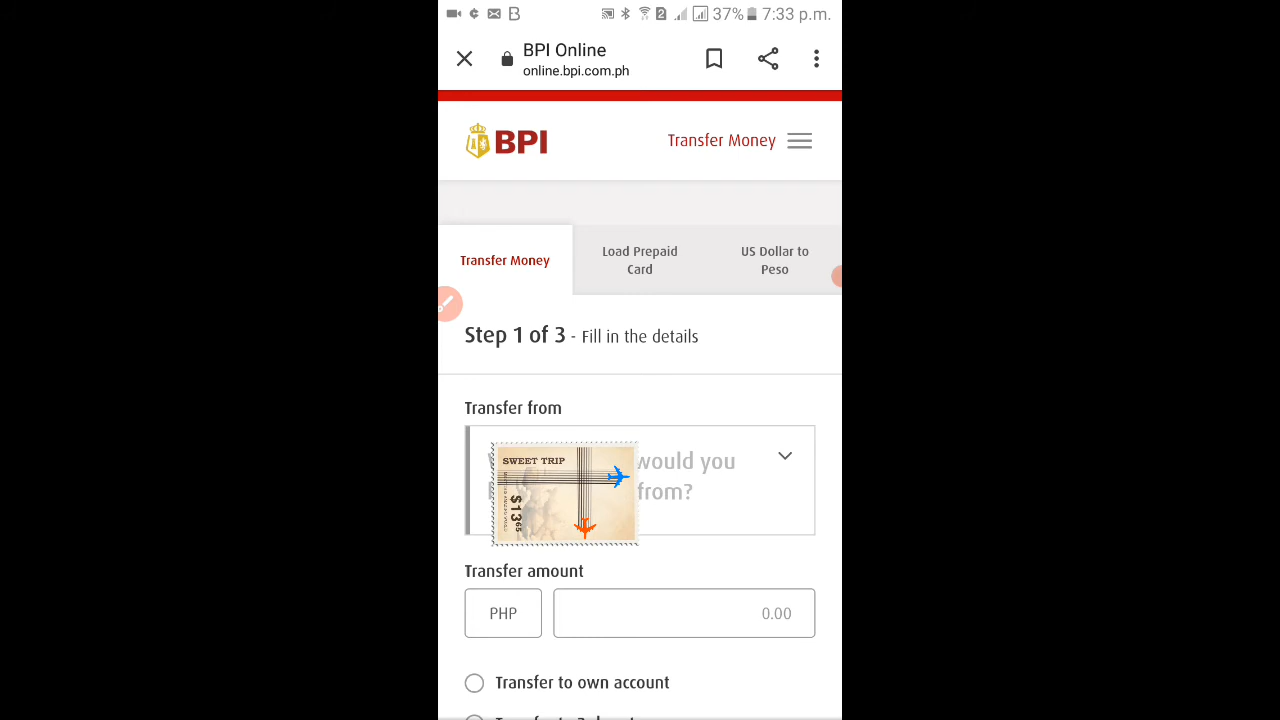 37% 7:33 p.m.
BPI Online
online.bpi.com.ph
BPI
Transfer Money
Transfer Money
Load Prepaid
Card
US Dollar to
Peso
Step 1 of 3 - Fill in the details
Transfer from
would you
from?
SWEET TRIP
$13.65
Transfer amount
PHP
0.00
Transfer to own account